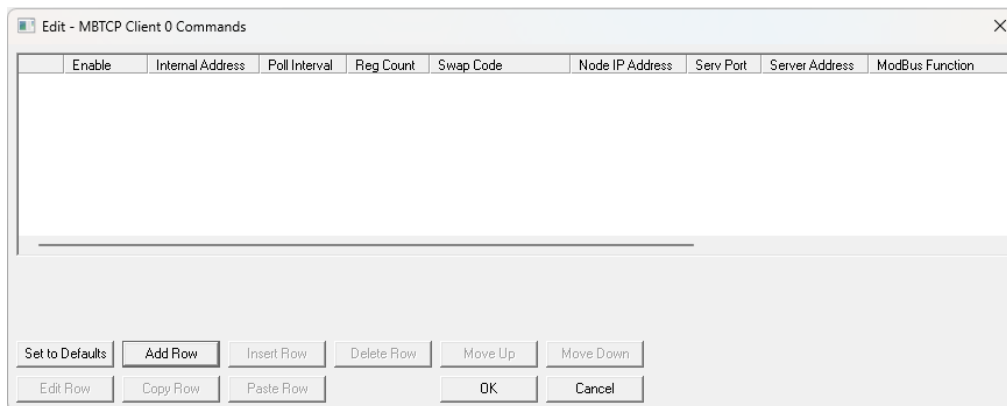 Edit - MBTCP Client 0 Commands
Enable Internal Address Poll Interval Reg Count Swap Code Node IP Address Serv Port Server Address ModBus Function
Set to Defaults Add Row Insert Row Delete Row Move Up Move Down
Edit Row Copy Row Paste Row OK Cancel